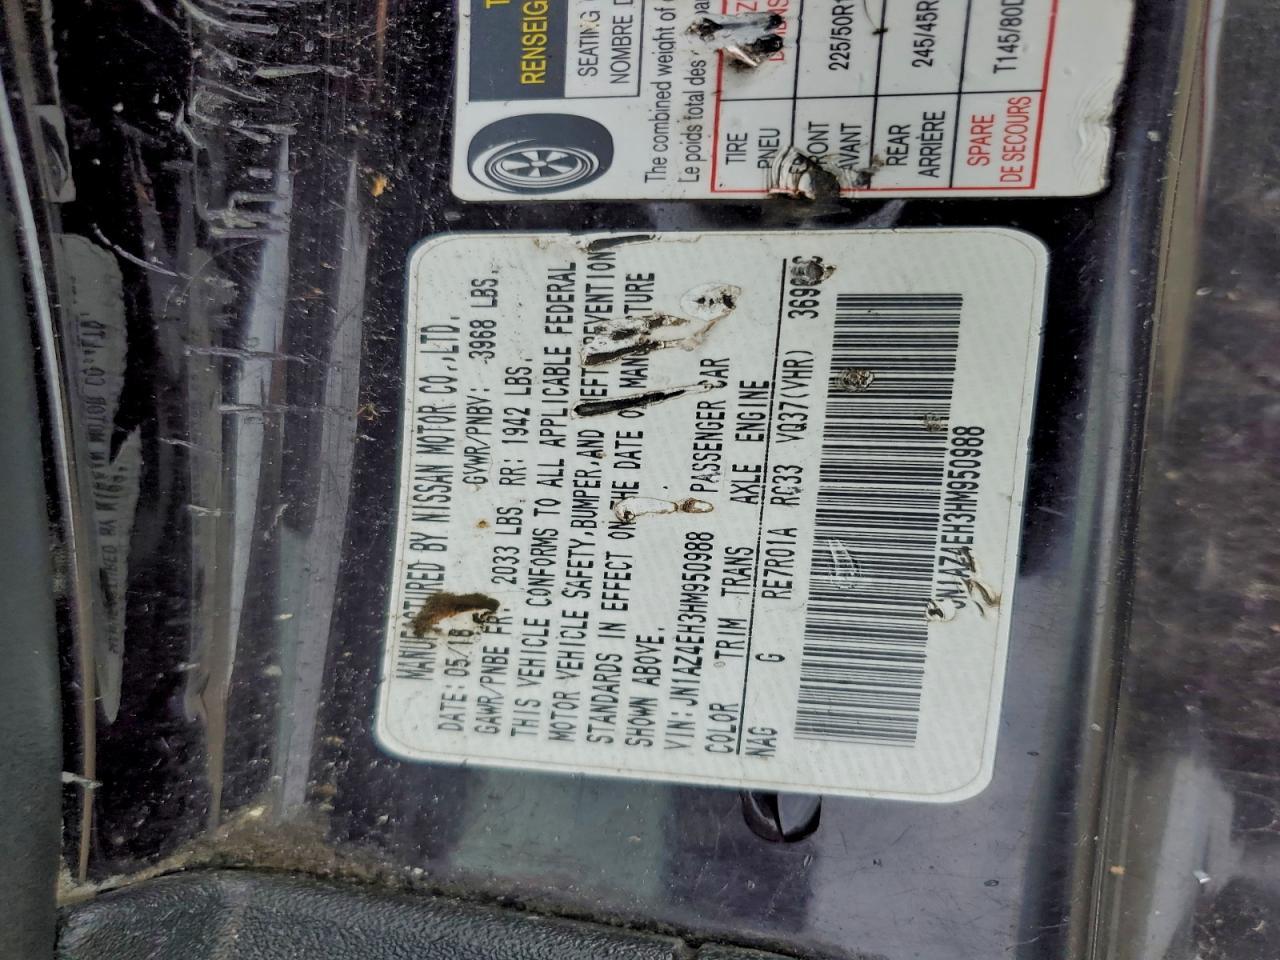 RENSEIG
SEATING
NOMBRE D
The combined weight of
Le poids total des
TIRE
PNEU
FRONT
AVANT
225/50R1
REAR
ARRIÈRE
245/45R
SPARE
DE SECOURS
T145/80D
MANUFACTURED BY NISSAN MOTOR CO.,LTD.
DATE: 05/16
GAWR/PNBE FR: 2033 LBS. RR: 1942 LBS.
GVWR/PNBV: 3968 LBS.
THIS VEHICLE CONFORMS TO ALL APPLICABLE FEDERAL
MOTOR VEHICLE SAFETY,BUMPER,AND THEFT PREVENTION
STANDARDS IN EFFECT ON THE DATE OF MANUFACTURE
SHOWN ABOVE.
VIN:JN1AZ4EH3HM950988 PASSENGER CAR
COLOR TRIM TRANS AXLE ENGINE
G RE7R01A RC33 VQ37(VHR)
JN1AZ4EH3HM950988